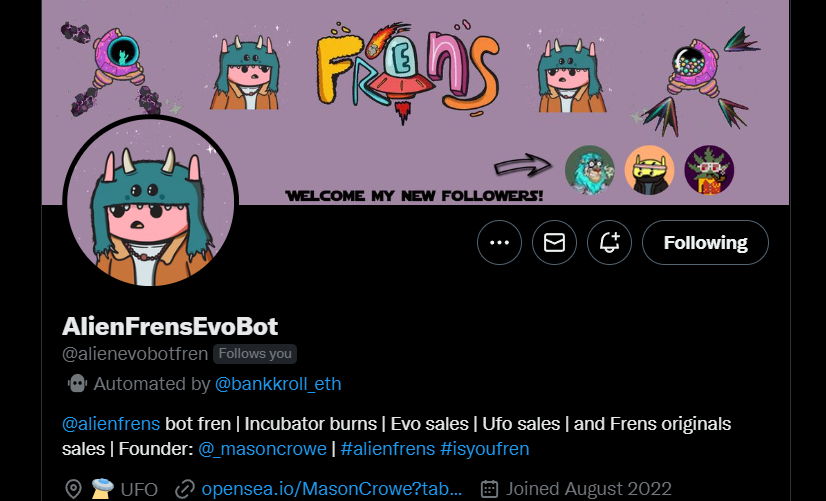 FRENS
WELCOME MY NEW FOLLOWERS!
Following
AlienFrensEvoBot
@alienevobotfren Follows you
Automated by @bankkroll_eth
@alienfrens bot fren | Incubator burns | Evo sales | Ufo sales | and Frens originals
sales | Founder: @_masoncrowe | #alienfrens #isyoufren
UFO opensea.io/MasonCrowe?tab... Joined August 2022